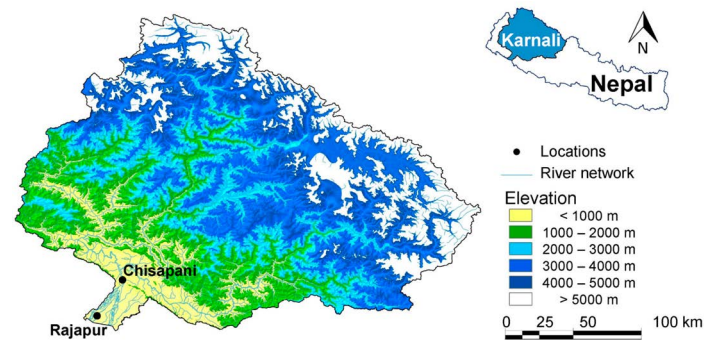 Karnali
N
Nepal
Locations
River network
Elevation
< 1000 m
1000 – 2000 m
2000 – 3000 m
3000 – 4000 m
4000 – 5000 m
> 5000 m
0 25 50 100 km
Chisapani
Rajapur